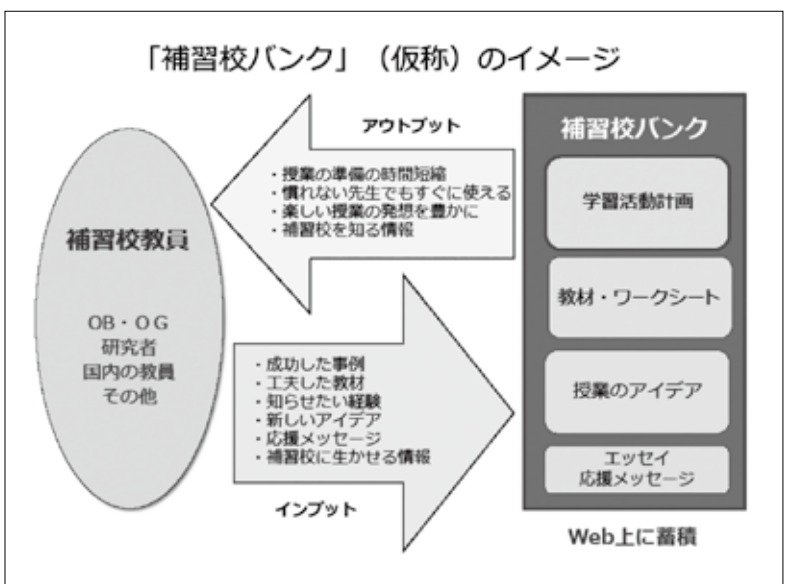 「補習校バンク」（仮称）のイメージ
補習校教員
OB・ＯＧ
研究者
国内の教員
その他
アウトプット
・授業の準備の時間短縮
・慣れない先生でもすぐに使える
・楽しい授業の発想を豊かに
・補習校を知る情報
・成功した事例
・工夫した教材
・知らせたい経験
・新しいアイデア
・応援メッセージ
・補習校に生かせる情報
インプット
補習校バンク
学習活動計画
教材・ワークシート
授業のアイデア
エッセイ
応援メッセージ
Web上に蓄積